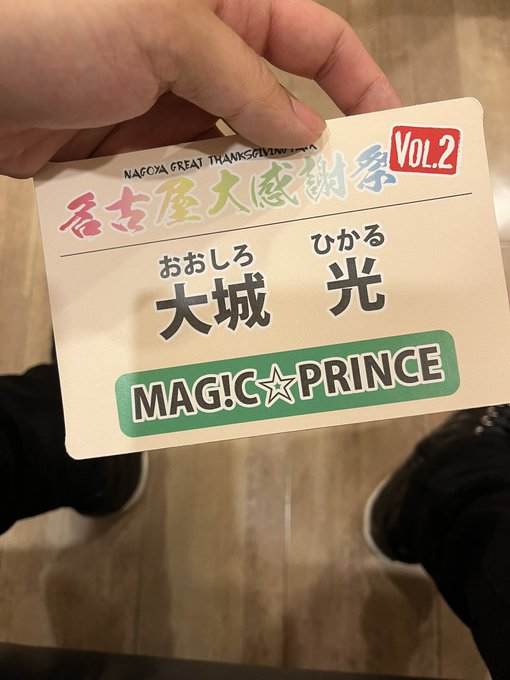 NAGOYA GREAT THANKSGIVING FAIR
名古屋大感謝祭
VOL.2
おおしろ ひかる
大城 光
MAG!C☆PRINCE